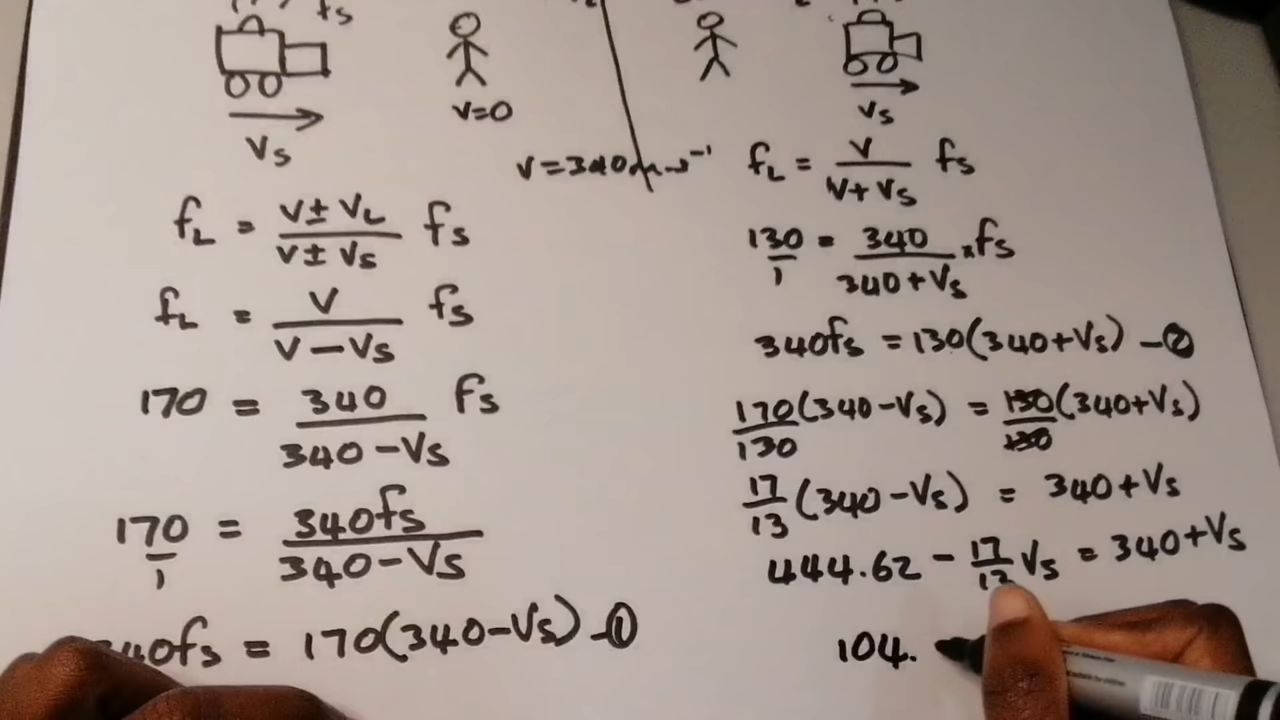 fs
V=0
Vs
V=340ms⁻¹
fL = (V± VL)/(V± Vs) fs
fL = V/(V-Vs) fs
170 = 340/(340-Vs) fs
170/1 = 340fs/(340-Vs)
340fs = 170(340-Vs) -①
Vs
fL = V/(V+Vs) fs
130/1 = 340/(340+Vs) ×fs
340fs = 130(340+Vs) -②
170/130(340-Vs) = 130/130(340+Vs)
17/13(340-Vs) = 340+Vs
444.62 - 17/13 Vs = 340+Vs
104.